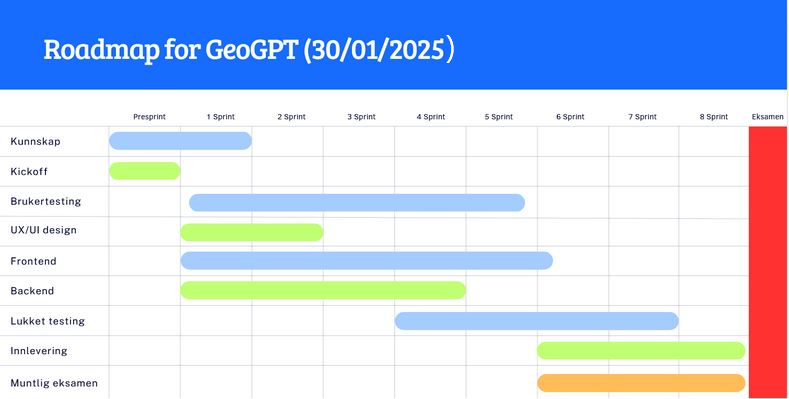 Roadmap for GeoGPT (30/01/2025)
Presprint 1 Sprint 2 Sprint 3 Sprint 4 Sprint 5 Sprint 6 Sprint 7 Sprint 8 Sprint Eksamen
Kunnskap
Kickoff
Brukertesting
UX/UI design
Frontend
Backend
Lukket testing
Innlevering
Muntlig eksamen